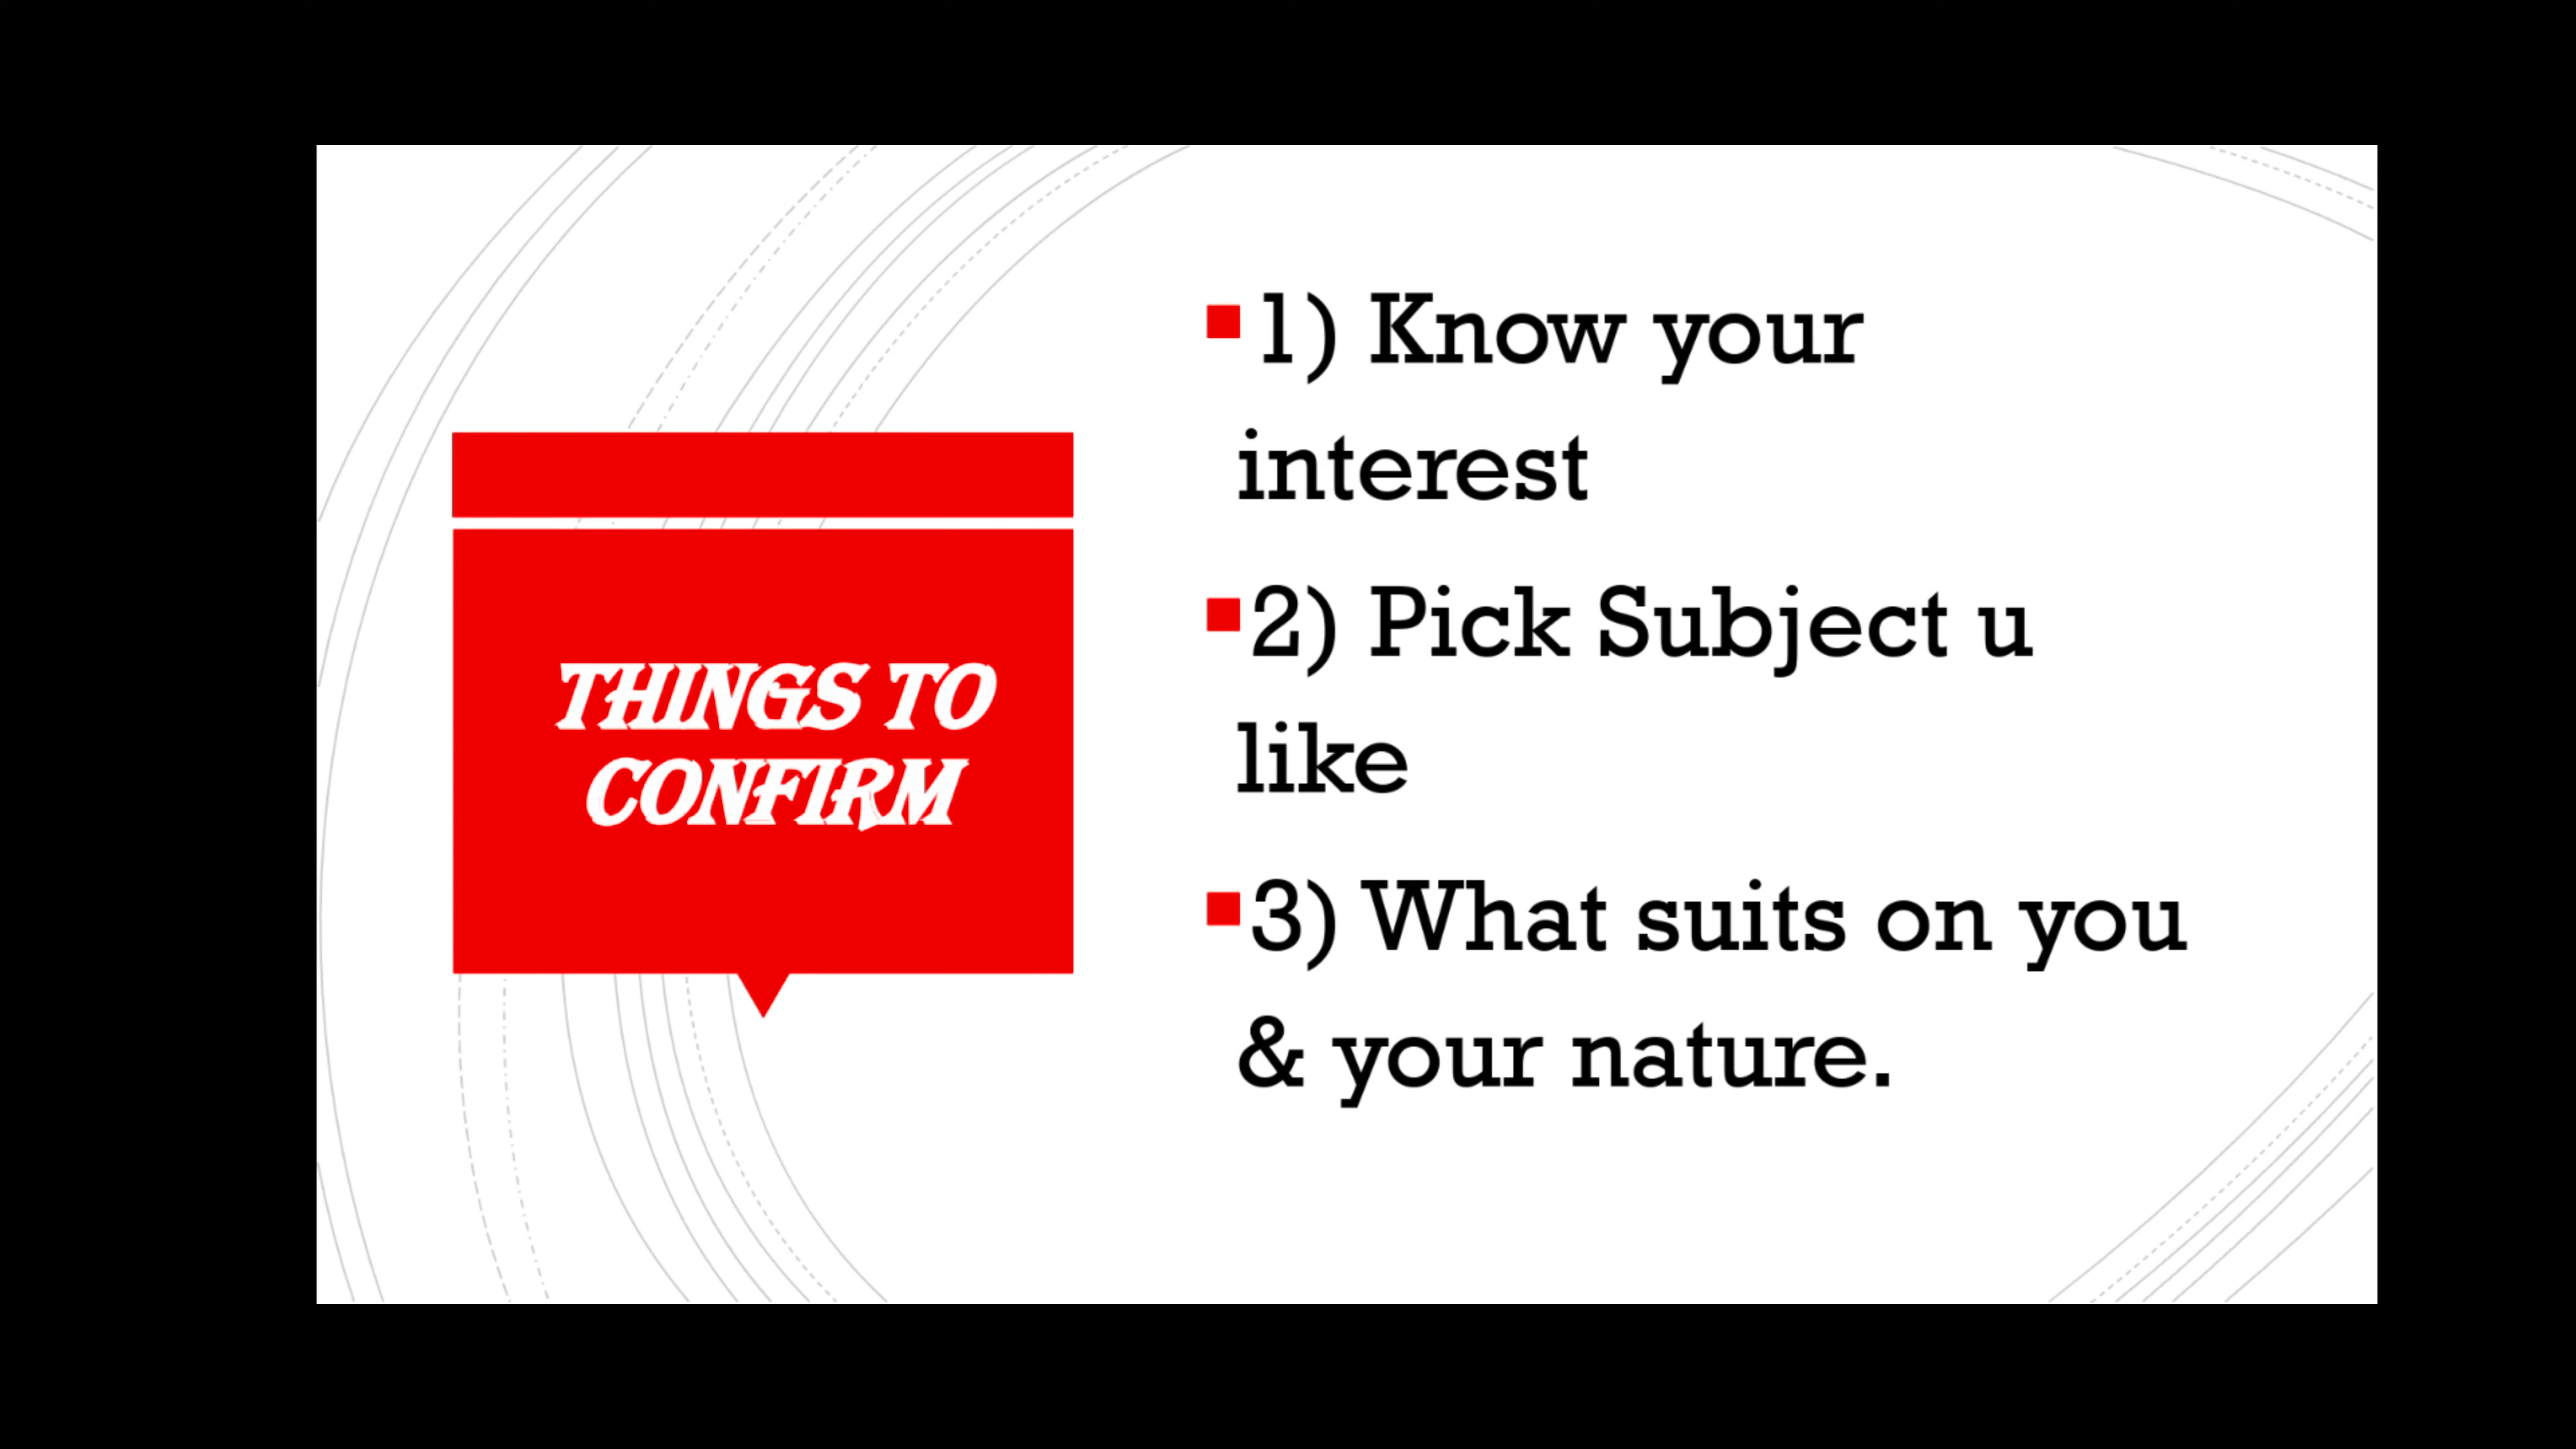 THINGS TO
CONFIRM
1) Know your
interest
2) Pick Subject u
like
3) What suits on you
& your nature.